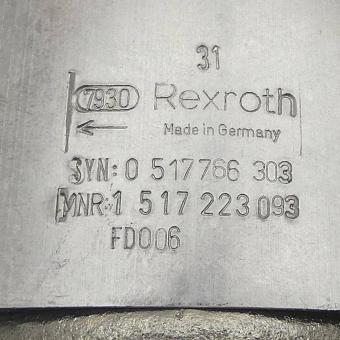 31
7930 Rexroth
Made in Germany
SYN: 0 517 766 303
MNR: 1 517 223 093
FD006